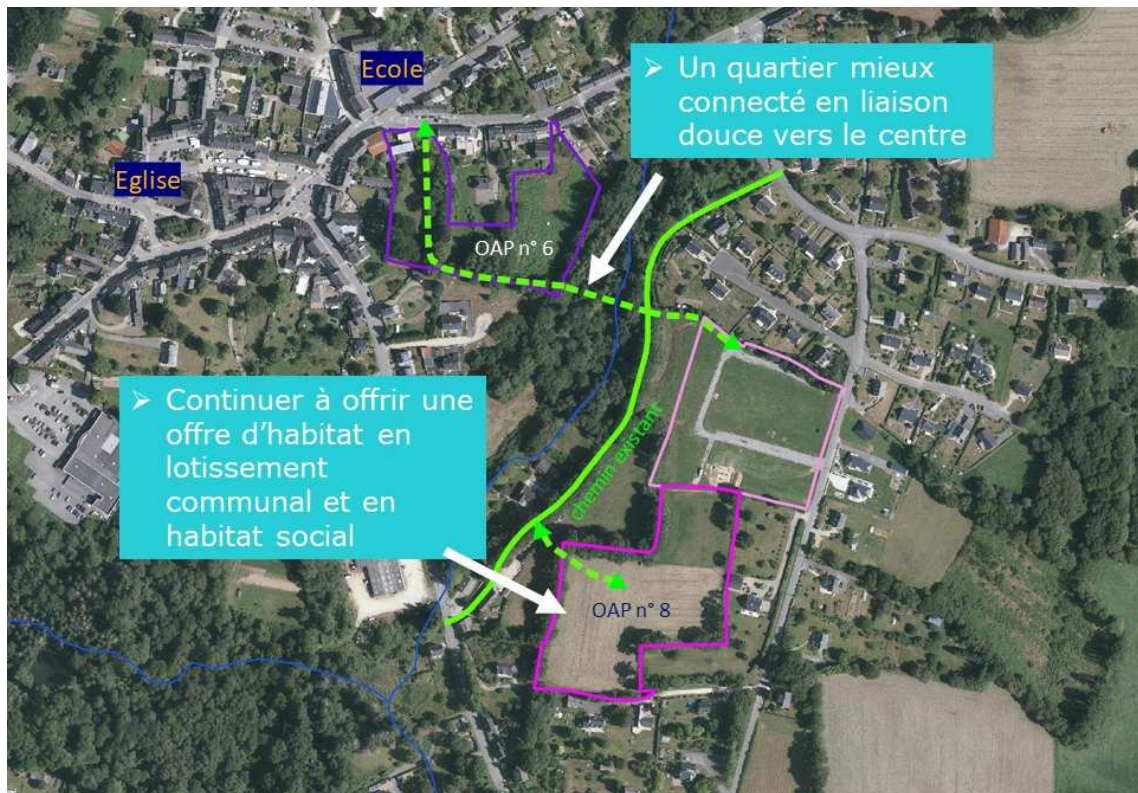 Ecole
➢ Un quartier mieux
connecté en liaison
douce vers le centre
Eglise
OAP n° 6
➢ Continuer à offrir une
offre d’habitat en
lotissement
communal et en
habitat social
chemin existant
OAP n° 8